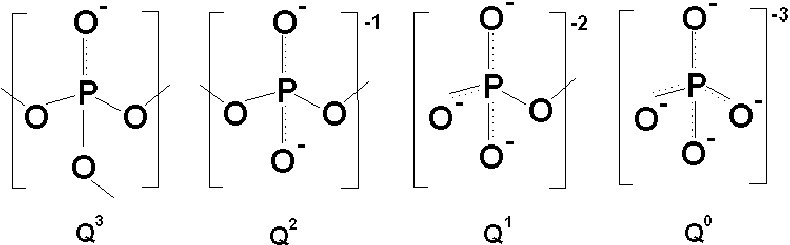 O⁻ O⁻ -1 O⁻ -2 O⁻ -3
P P P P
O O O O O⁻ O O⁻ O⁻
O O⁻ O⁻ O⁻
Q³ Q² Q¹ Q⁰